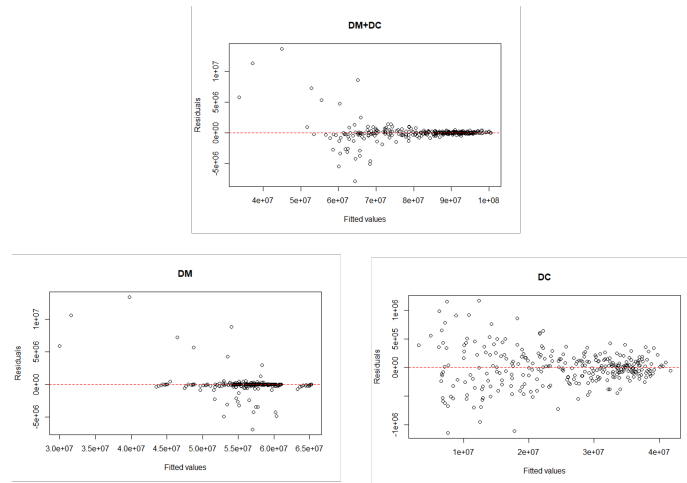 DM+DC
1e+07
5e+06
0e+00
-5e+06
Residuals
4e+07 5e+07 6e+07 7e+07 8e+07 9e+07 1e+08
Fitted values
DM
1e+07
5e+06
0e+00
-5e+06
Residuals
3.0e+07 3.5e+07 4.0e+07 4.5e+07 5.0e+07 5.5e+07 6.0e+07 6.5e+07
Fitted values
DC
1e+06
5e+05
0e+00
-5e+05
-1e+06
Residuals
1e+07 2e+07 3e+07 4e+07
Fitted values